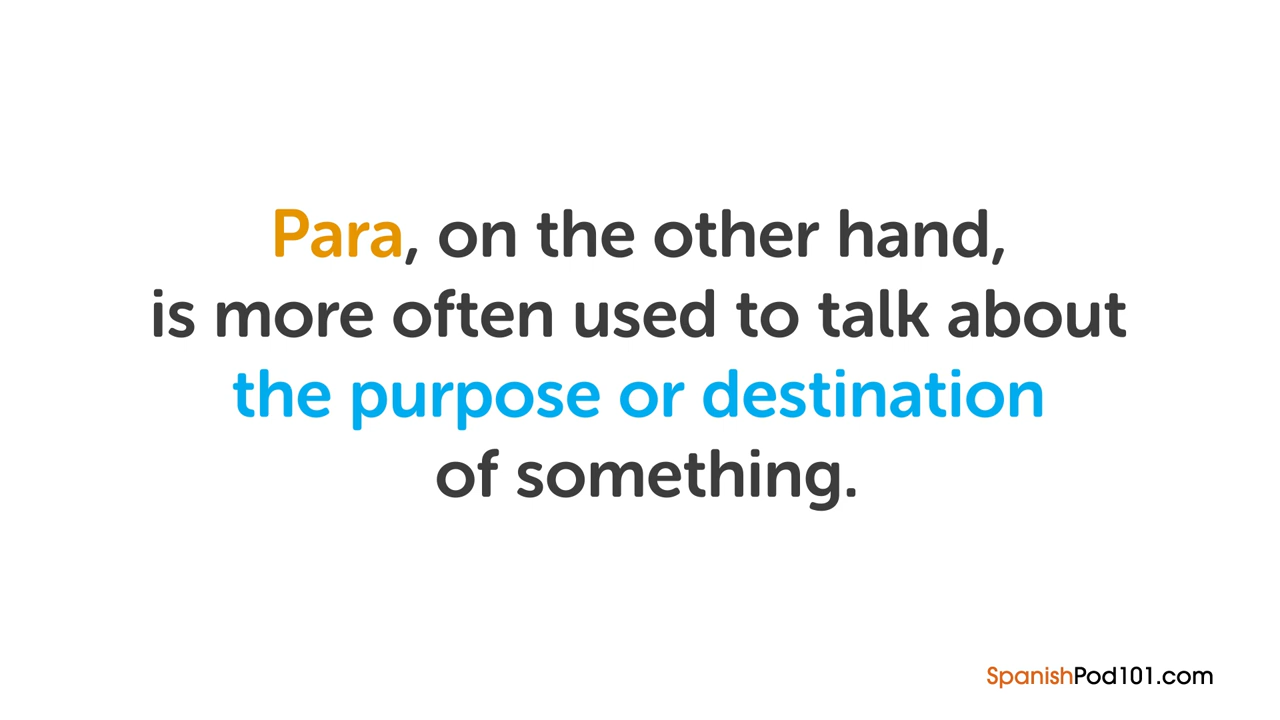 Para, on the other hand,
is more often used to talk about
the purpose or destination
of something.
SpanishPod101.com